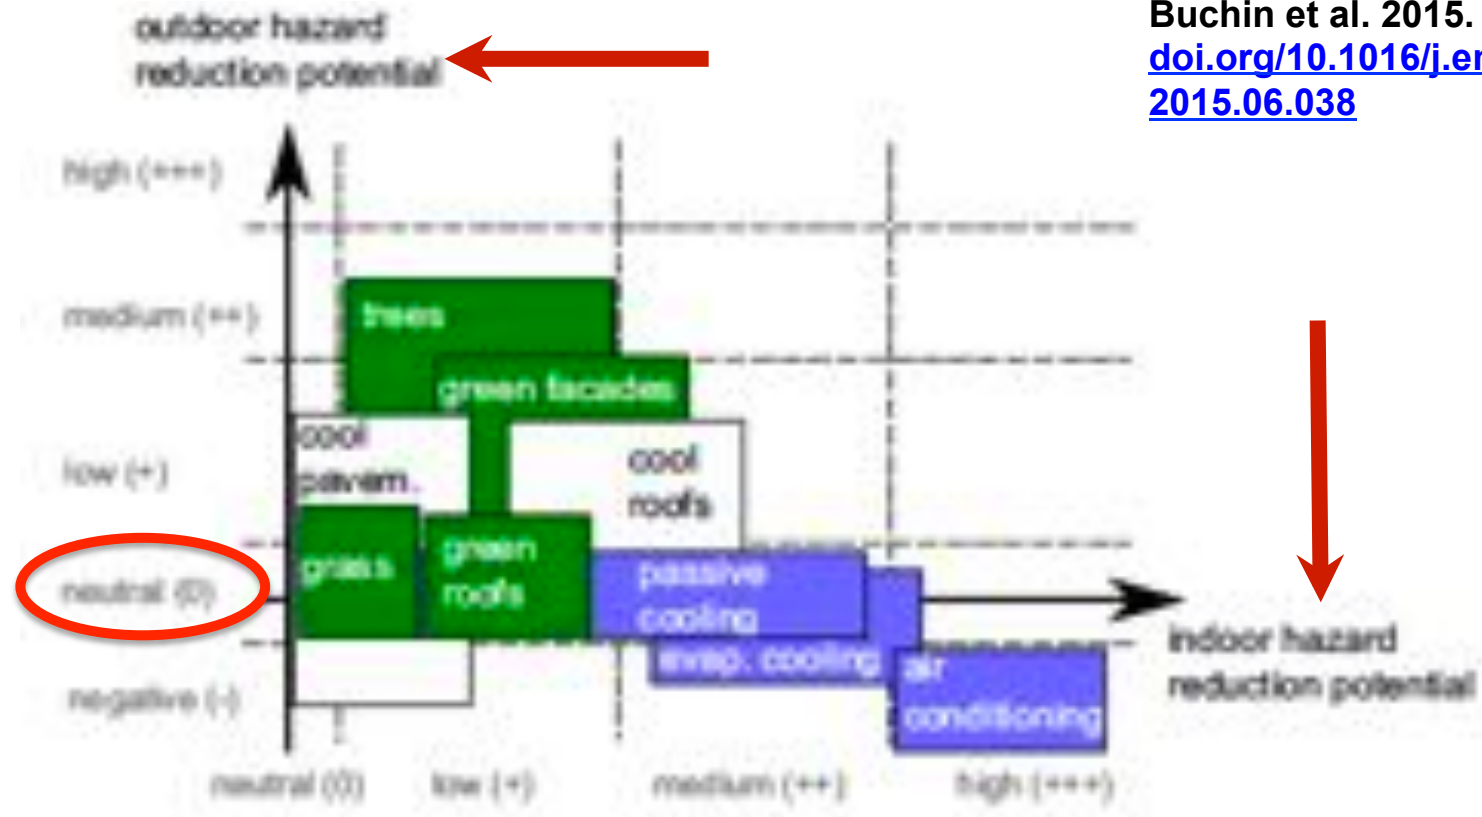 outdoor hazard
reduction potential
Buchin et al. 2015.
doi.org/10.1016/j.en
2015.06.038
high (+++)
medium (++)
trees
green facades
cool
pavem.
low (+)
cool
roofs
grass
green
roofs
passive
cooling
neutral (0)
evap. cooling
air
conditioning
indoor hazard
reduction potential
negative (-)
neutral (0)
low (+)
medium (++)
high (+++)